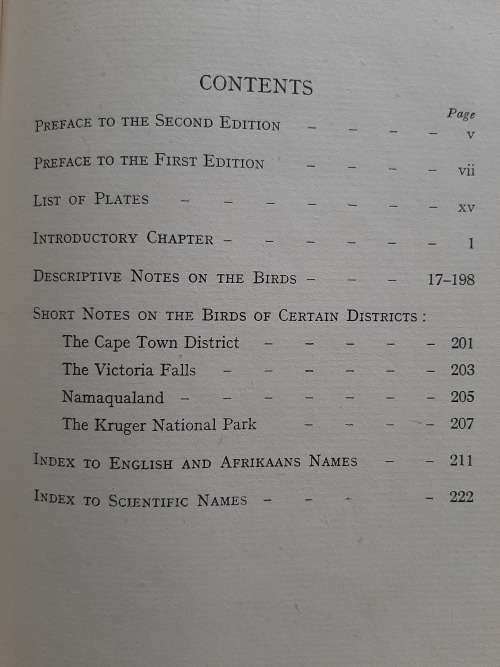 CONTENTS
Page
PREFACE TO THE SECOND EDITION – – – – v
PREFACE TO THE FIRST EDITION – – – – vii
LIST OF PLATES – – – – – – – xv
INTRODUCTORY CHAPTER – – – – – – 1
DESCRIPTIVE NOTES ON THE BIRDS – – – 17–198
SHORT NOTES ON THE BIRDS OF CERTAIN DISTRICTS :
The Cape Town District – – – – – 201
The Victoria Falls – – – – – – 203
Namaqualand – – – – – – – 205
The Kruger National Park – – – – 207
INDEX TO ENGLISH AND AFRIKAANS NAMES – – 211
INDEX TO SCIENTIFIC NAMES – – - – – 222